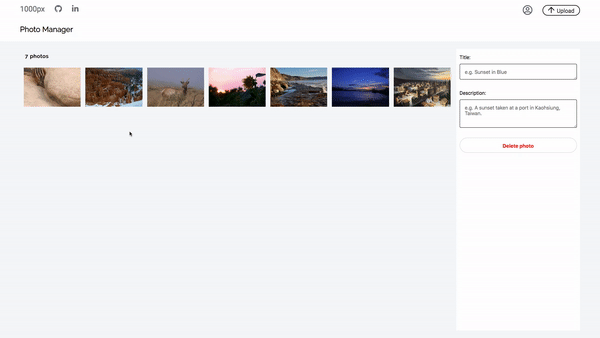 1000px
Upload
Photo Manager
7 photos
Title:
e.g. Sunset in Blue
Description:
e.g. A sunset taken at a port in Kaohsiung,
Taiwan.
Delete photo